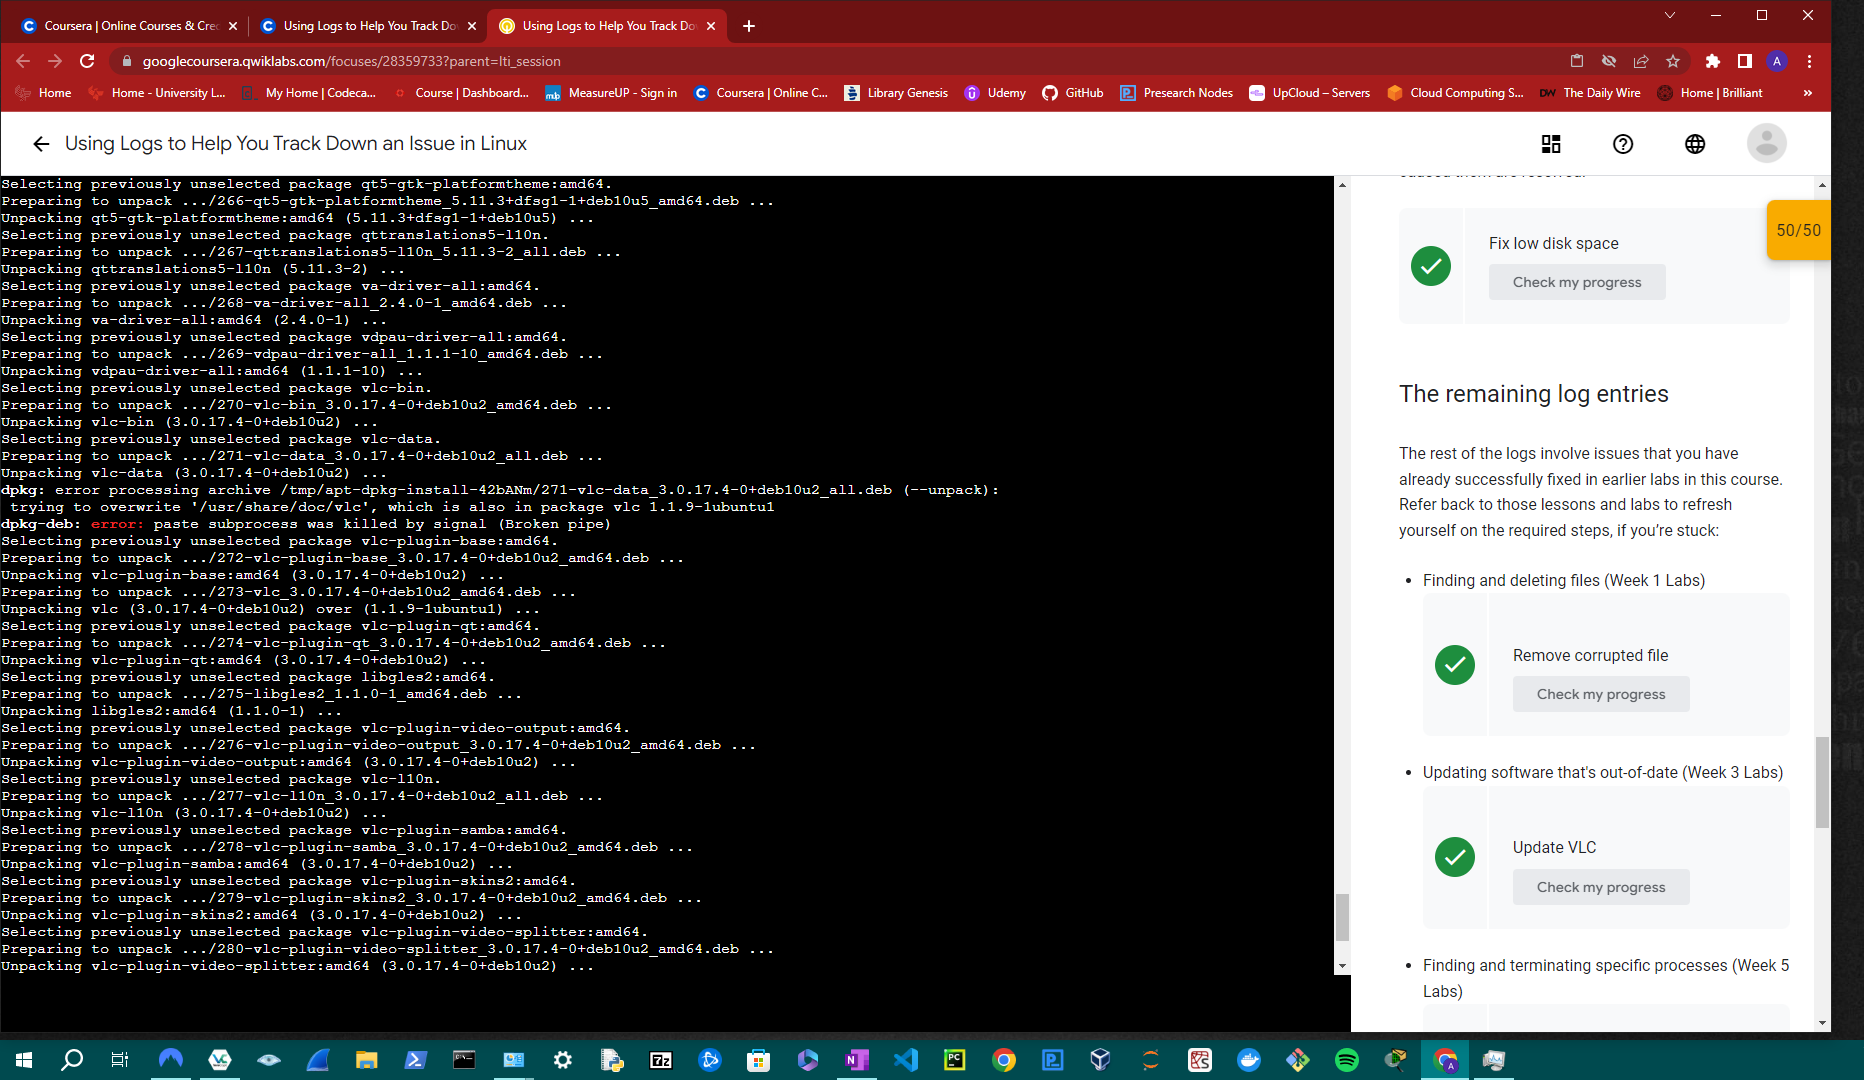 Coursera | Online Courses & Cre
Using Logs to Help You Track Do
Using Logs to Help You Track Do
googlecoursera.qwiklabs.com/focuses/28359733?parent=lti_session
A
Home
Home - University L...
My Home | Codeca...
Course | Dashboard...
MeasureUP - Sign in
Coursera | Online C...
Library Genesis
Udemy
GitHub
Presearch Nodes
UpCloud – Servers
Cloud Computing S...
DW The Daily Wire
Home | Brilliant
»
Using Logs to Help You Track Down an Issue in Linux
Selecting previously unselected package qt5-gtk-platformtheme:amd64.
Preparing to unpack .../266-qt5-gtk-platformtheme_5.11.3+dfsg1-1+deb10u5_amd64.deb ...
Unpacking qt5-gtk-platformtheme:amd64 (5.11.3+dfsg1-1+deb10u5) ...
Selecting previously unselected package qttranslations5-l10n.
Preparing to unpack .../267-qttranslations5-l10n_5.11.3-2_all.deb ...
Unpacking qttranslations5-l10n (5.11.3-2) ...
Selecting previously unselected package va-driver-all:amd64.
Preparing to unpack .../268-va-driver-all_2.4.0-1_amd64.deb ...
Unpacking va-driver-all:amd64 (2.4.0-1) ...
Selecting previously unselected package vdpau-driver-all:amd64.
Preparing to unpack .../269-vdpau-driver-all_1.1.1-10_amd64.deb ...
Unpacking vdpau-driver-all:amd64 (1.1.1-10) ...
Selecting previously unselected package vlc-bin.
Preparing to unpack .../270-vlc-bin_3.0.17.4-0+deb10u2_amd64.deb ...
Unpacking vlc-bin (3.0.17.4-0+deb10u2) ...
Selecting previously unselected package vlc-data.
Preparing to unpack .../271-vlc-data_3.0.17.4-0+deb10u2_all.deb ...
Unpacking vlc-data (3.0.17.4-0+deb10u2) ...
dpkg: error processing archive /tmp/apt-dpkg-install-42bANm/271-vlc-data_3.0.17.4-0+deb10u2_all.deb (--unpack):
trying to overwrite '/usr/share/doc/vlc', which is also in package vlc 1.1.9-1ubuntu1
dpkg-deb: error: paste subprocess was killed by signal (Broken pipe)
Selecting previously unselected package vlc-plugin-base:amd64.
Preparing to unpack .../272-vlc-plugin-base_3.0.17.4-0+deb10u2_amd64.deb ...
Unpacking vlc-plugin-base:amd64 (3.0.17.4-0+deb10u2) ...
Preparing to unpack .../273-vlc_3.0.17.4-0+deb10u2_amd64.deb ...
Unpacking vlc (3.0.17.4-0+deb10u2) over (1.1.9-1ubuntu1) ...
Selecting previously unselected package vlc-plugin-qt:amd64.
Preparing to unpack .../274-vlc-plugin-qt_3.0.17.4-0+deb10u2_amd64.deb ...
Unpacking vlc-plugin-qt:amd64 (3.0.17.4-0+deb10u2) ...
Selecting previously unselected package libgles2:amd64.
Preparing to unpack .../275-libgles2_1.1.0-1_amd64.deb ...
Unpacking libgles2:amd64 (1.1.0-1) ...
Selecting previously unselected package vlc-plugin-video-output:amd64.
Preparing to unpack .../276-vlc-plugin-video-output_3.0.17.4-0+deb10u2_amd64.deb ...
Unpacking vlc-plugin-video-output:amd64 (3.0.17.4-0+deb10u2) ...
Selecting previously unselected package vlc-l10n.
Preparing to unpack .../277-vlc-l10n_3.0.17.4-0+deb10u2_all.deb ...
Unpacking vlc-l10n (3.0.17.4-0+deb10u2) ...
Selecting previously unselected package vlc-plugin-samba:amd64.
Preparing to unpack .../278-vlc-plugin-samba_3.0.17.4-0+deb10u2_amd64.deb ...
Unpacking vlc-plugin-samba:amd64 (3.0.17.4-0+deb10u2) ...
Selecting previously unselected package vlc-plugin-skins2:amd64.
Preparing to unpack .../279-vlc-plugin-skins2_3.0.17.4-0+deb10u2_amd64.deb ...
Unpacking vlc-plugin-skins2:amd64 (3.0.17.4-0+deb10u2) ...
Selecting previously unselected package vlc-plugin-video-splitter:amd64.
Preparing to unpack .../280-vlc-plugin-video-splitter_3.0.17.4-0+deb10u2_amd64.deb ...
Unpacking vlc-plugin-video-splitter:amd64 (3.0.17.4-0+deb10u2) ...
50/50
Fix low disk space
Check my progress
The remaining log entries
The rest of the logs involve issues that you have
already successfully fixed in earlier labs in this course.
Refer back to those lessons and labs to refresh
yourself on the required steps, if you're stuck:
• Finding and deleting files (Week 1 Labs)
Remove corrupted file
Check my progress
• Updating software that's out-of-date (Week 3 Labs)
Update VLC
Check my progress
• Finding and terminating specific processes (Week 5
Labs)